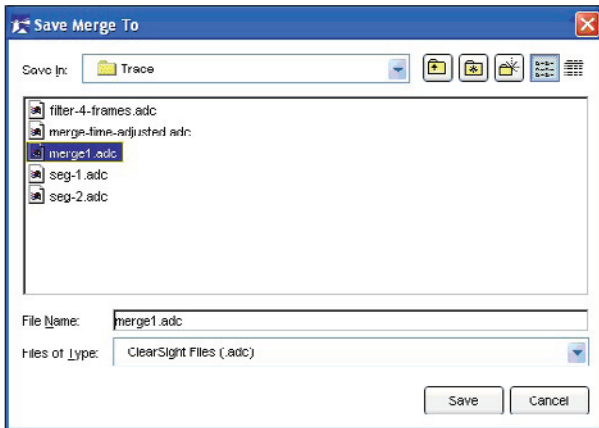 Save Merge To
Save In: Trace
filter-4-frames.adc
merge-time-adjusted.adc
merge1.adc
seg-1.adc
seg-2.adc
File Name: merge1.adc
Files of Type: ClearSight Files (.adc)
Save Cancel